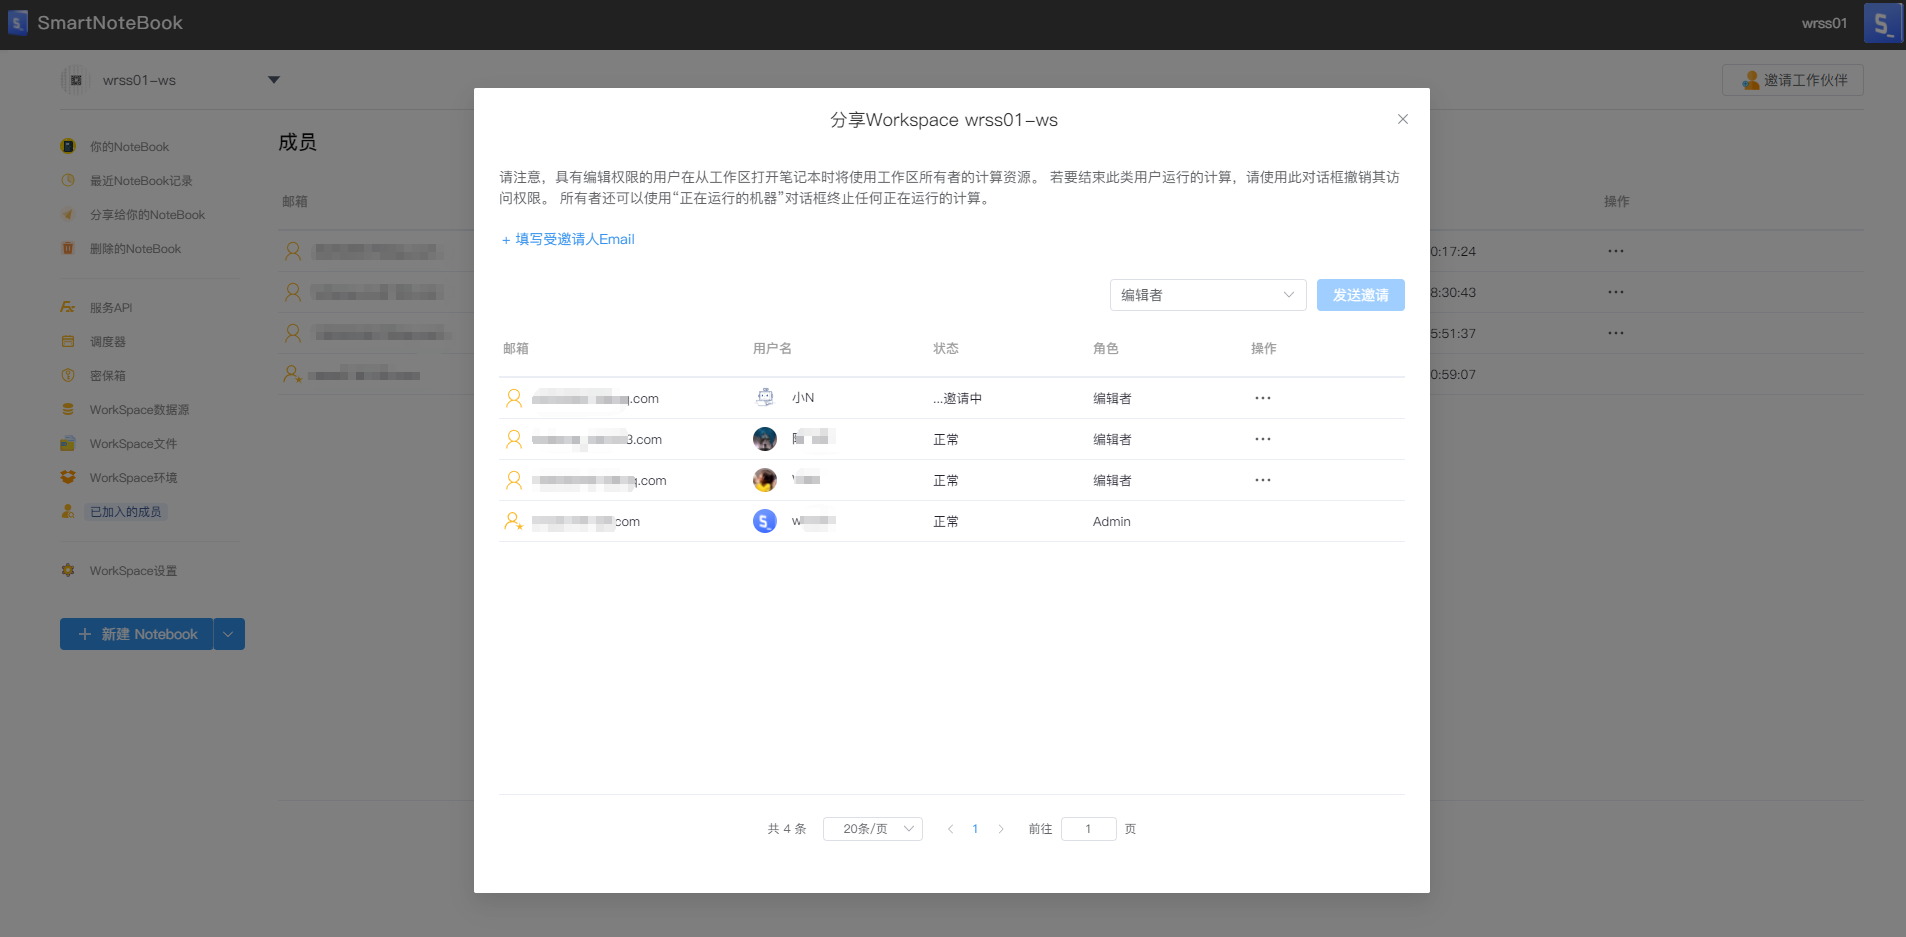 SmartNoteBook
wrss01
wrss01-ws
邀请工作伙伴
你的NoteBook
最近NoteBook记录
分享给你的NoteBook
删除的NoteBook
服务API
调度器
密保箱
WorkSpace数据源
WorkSpace文件
WorkSpace环境
已加入的成员
WorkSpace设置
新建 Notebook
成员
邮箱
操作
0:17:24
8:30:43
5:51:37
0:59:07
分享Workspace wrss01-ws
请注意，具有编辑权限的用户在从工作区打开笔记本时将使用工作区所有者的计算资源。 若要结束此类用户运行的计算，请使用此对话框撤销其访
问权限。 所有者还可以使用“正在运行的机器”对话框终止任何正在运行的计算。
+ 填写受邀请人Email
编辑者
发送邀请
邮箱 用户名 状态 角色 操作
.com 小N ...邀请中 编辑者
3.com 正常 编辑者
.com 正常 编辑者
com w 正常 Admin
共 4 条 20条/页 1 前往 1 页